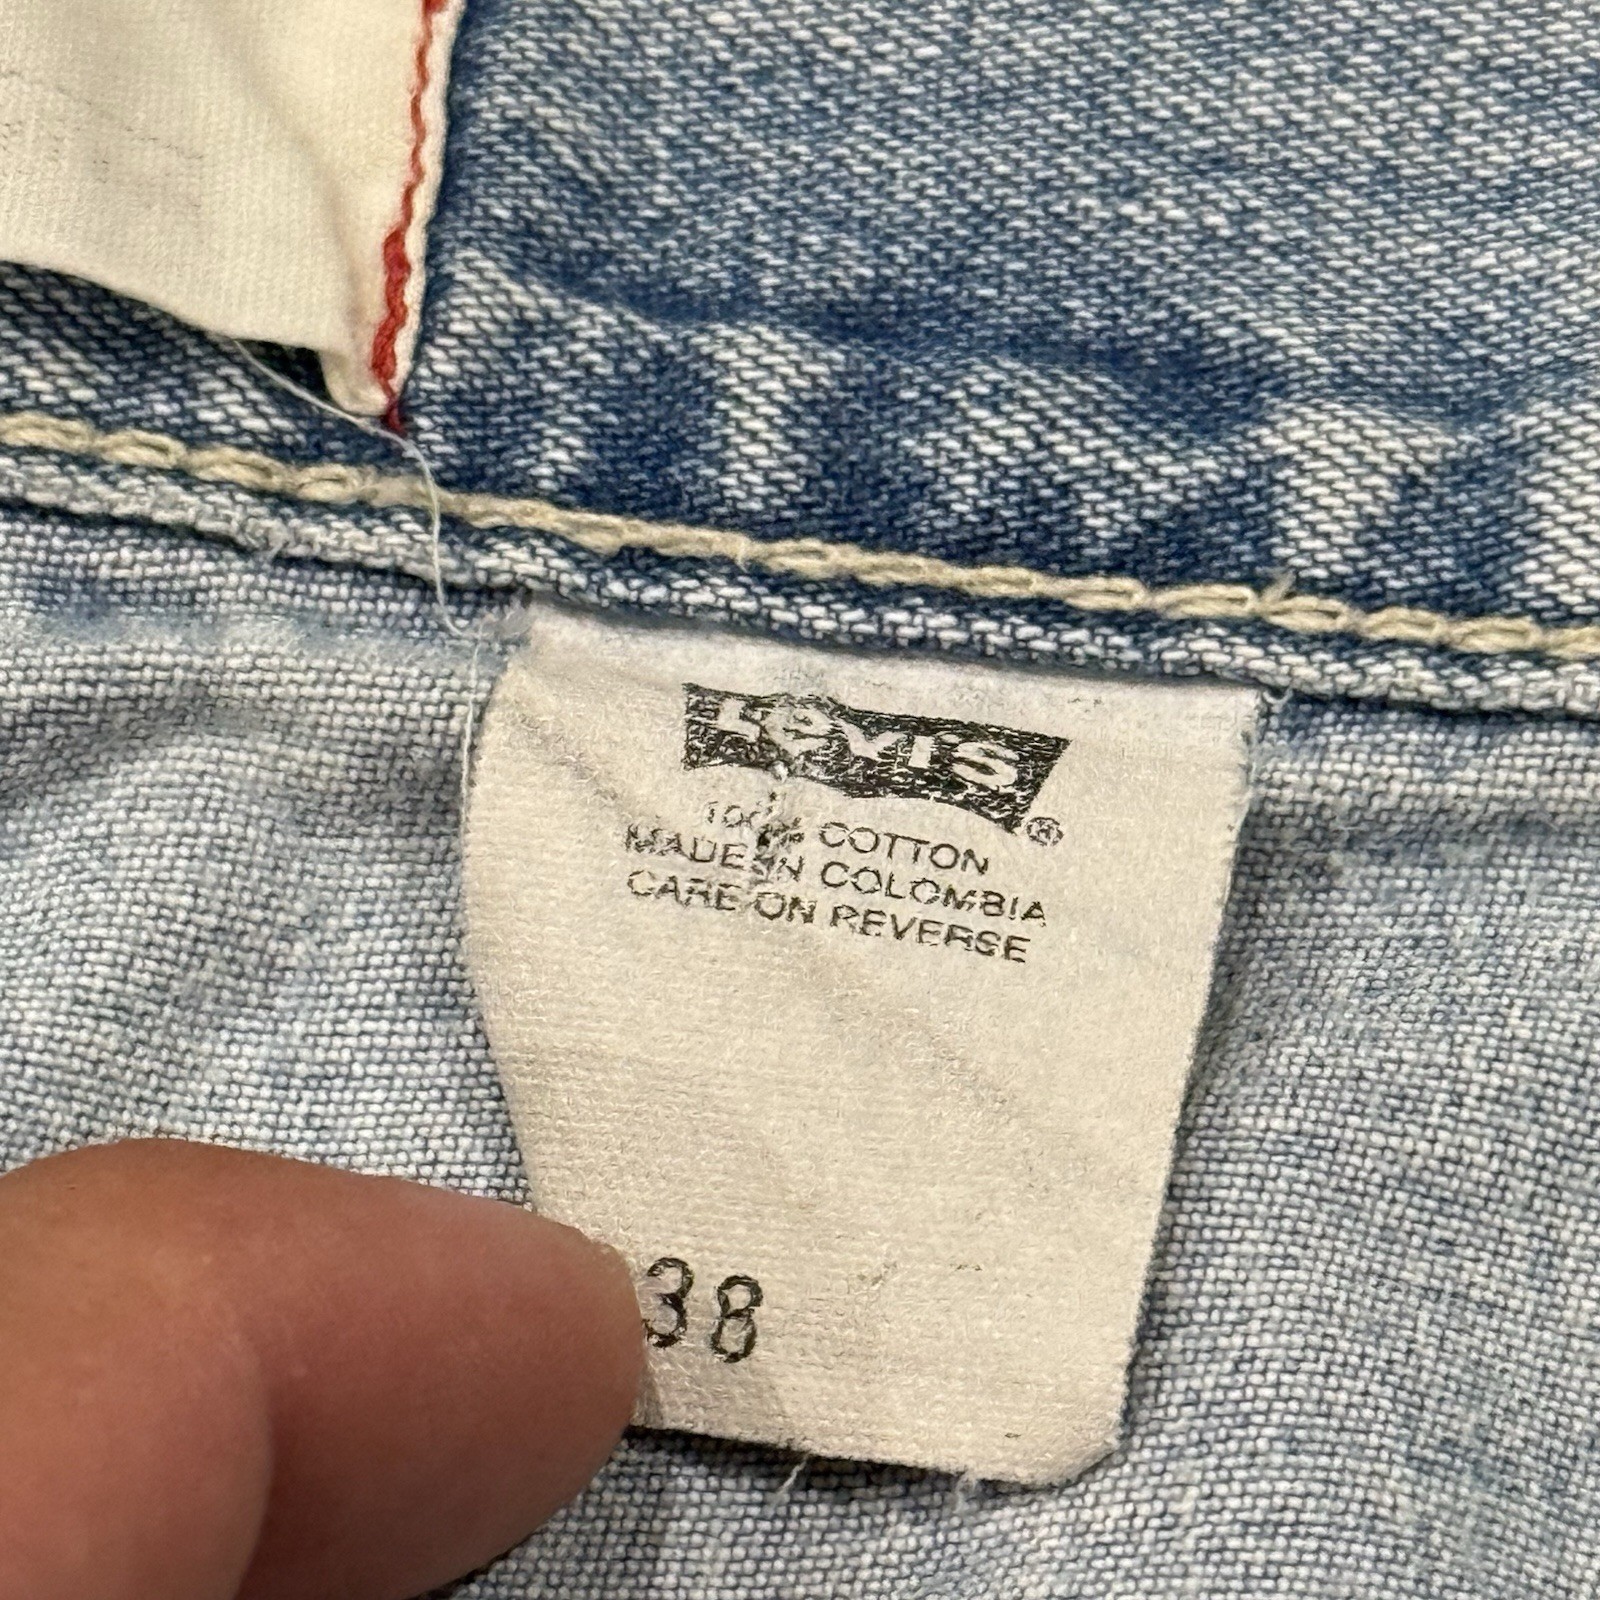 Levi's®
100% COTTON
MADE IN COLOMBIA
CARE ON REVERSE
38